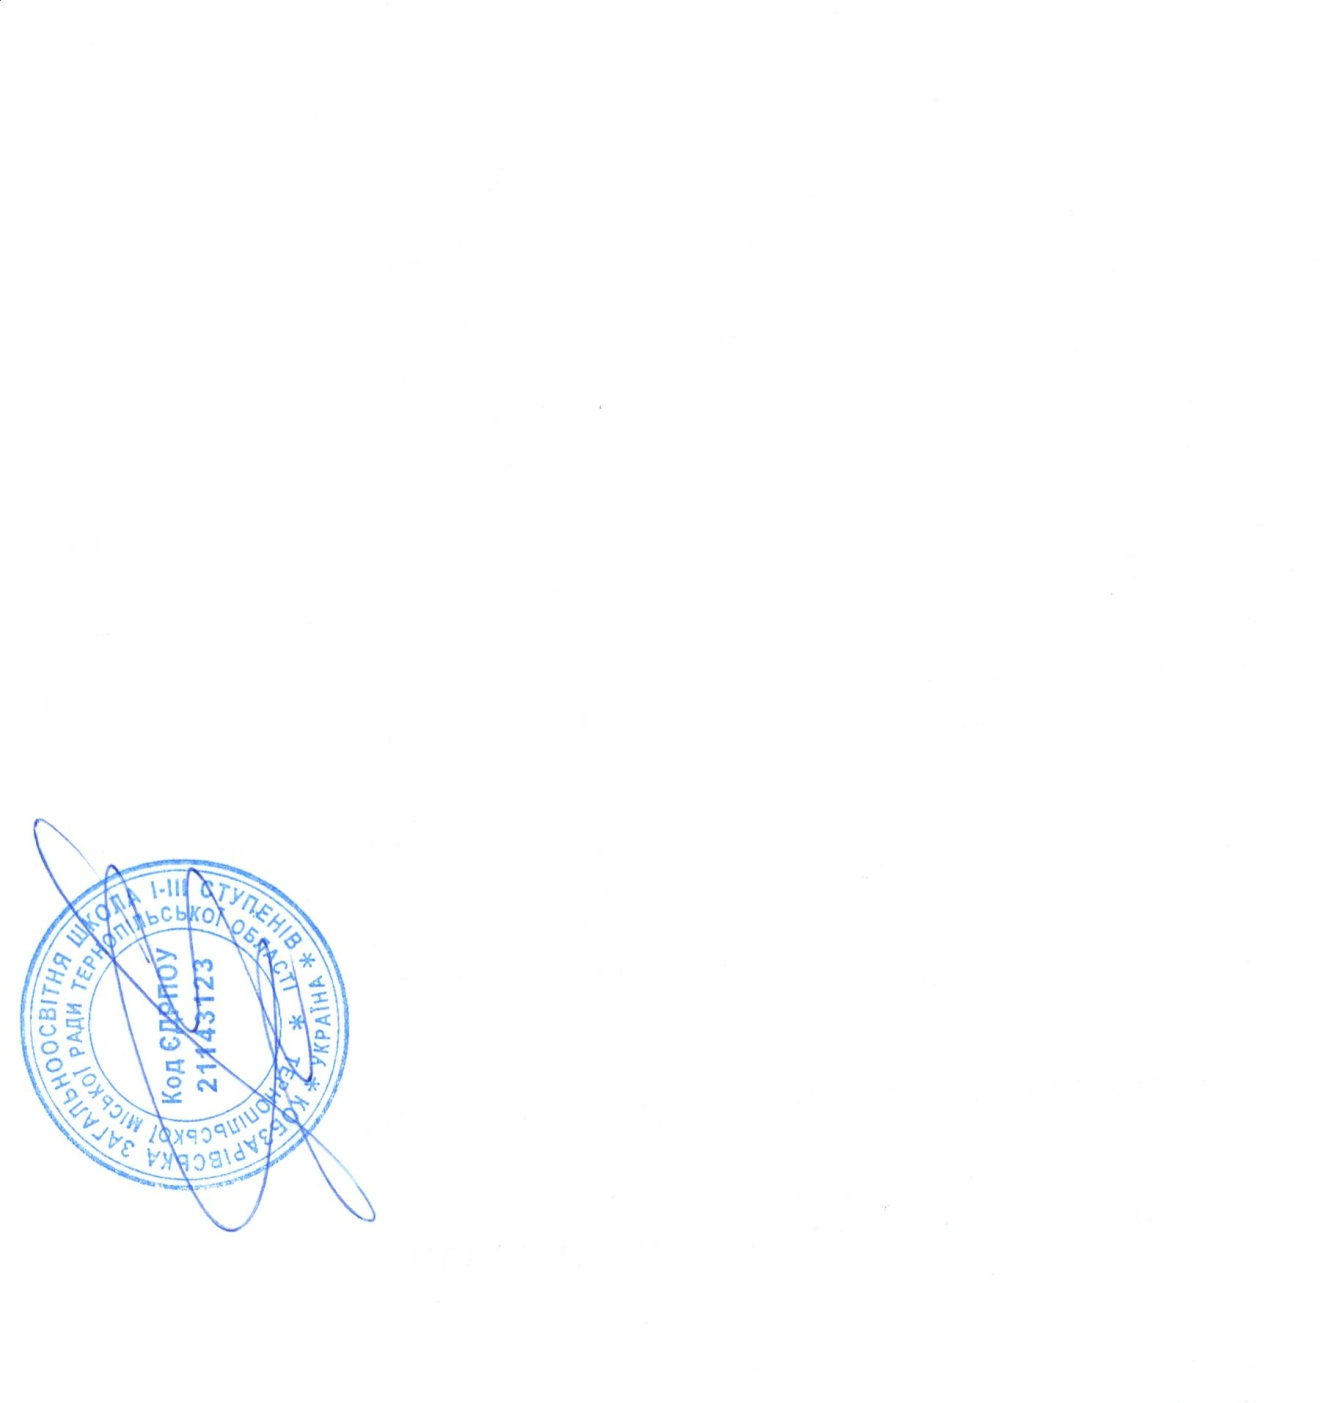 * УКРАЇНА * КОБЗАРІВСЬКА ЗАГАЛЬНООСВІТНЯ ШКОЛА І-ІІІ СТУПЕНІВ
* ТЕРНОПІЛЬСЬКОЇ МІСЬКОЇ РАДИ ТЕРНОПІЛЬСЬКОЇ ОБЛАСТІ
Код ЄДРПОУ
21143123